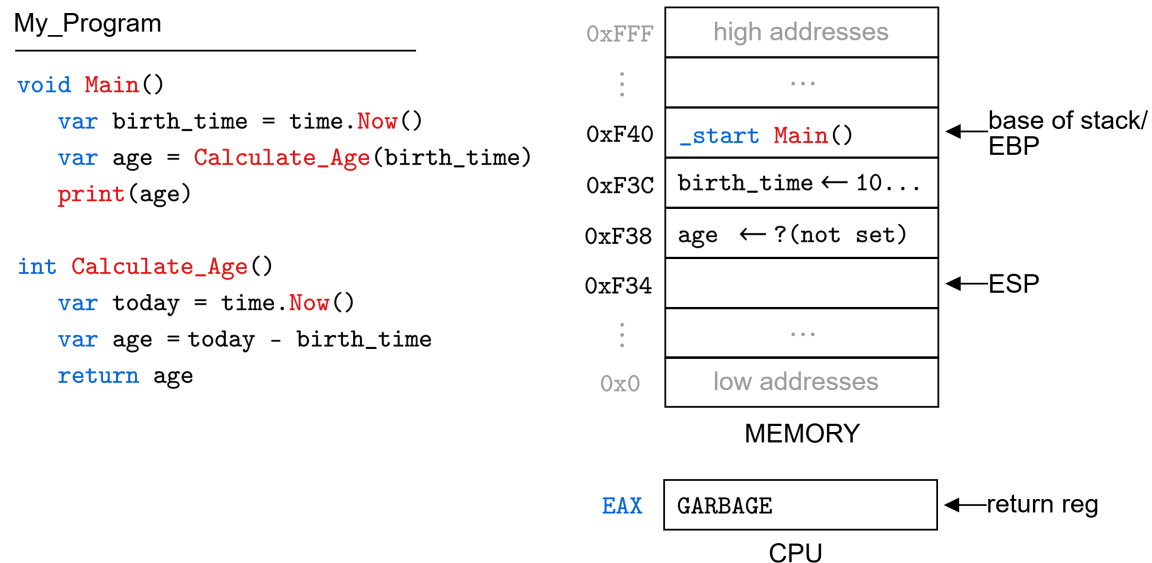 My_Program
void Main()
var birth_time = time.Now()
var age = Calculate_Age(birth_time)
print(age)
int Calculate_Age()
var today = time.Now()
var age = today - birth_time
return age
0xFFF high addresses
⋮ ...
0xF40 _start Main() ← base of stack/
EBP
0xF3C birth_time ← 10...
0xF38 age ← ?(not set)
0xF34 ← ESP
⋮ ...
0x0 low addresses
MEMORY
EAX GARBAGE ← return reg
CPU